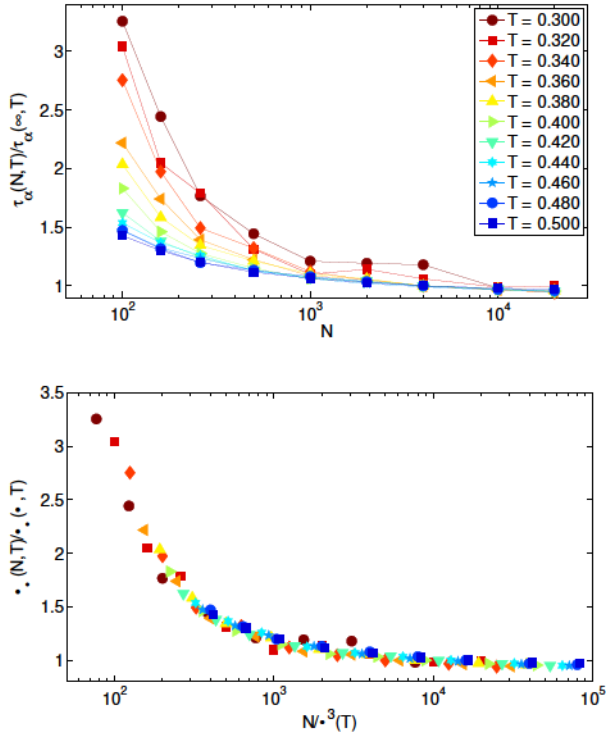 τα(N,T)/τα(∞,T)
3
2.5
2
1.5
1
10²
10³
10⁴
N
T = 0.300
T = 0.320
T = 0.340
T = 0.360
T = 0.380
T = 0.400
T = 0.420
T = 0.440
T = 0.460
T = 0.480
T = 0.500
•.(N,T)/•.(•,T)
3.5
3
2.5
2
1.5
1
10²
10³
10⁴
10⁵
N/•³(T)